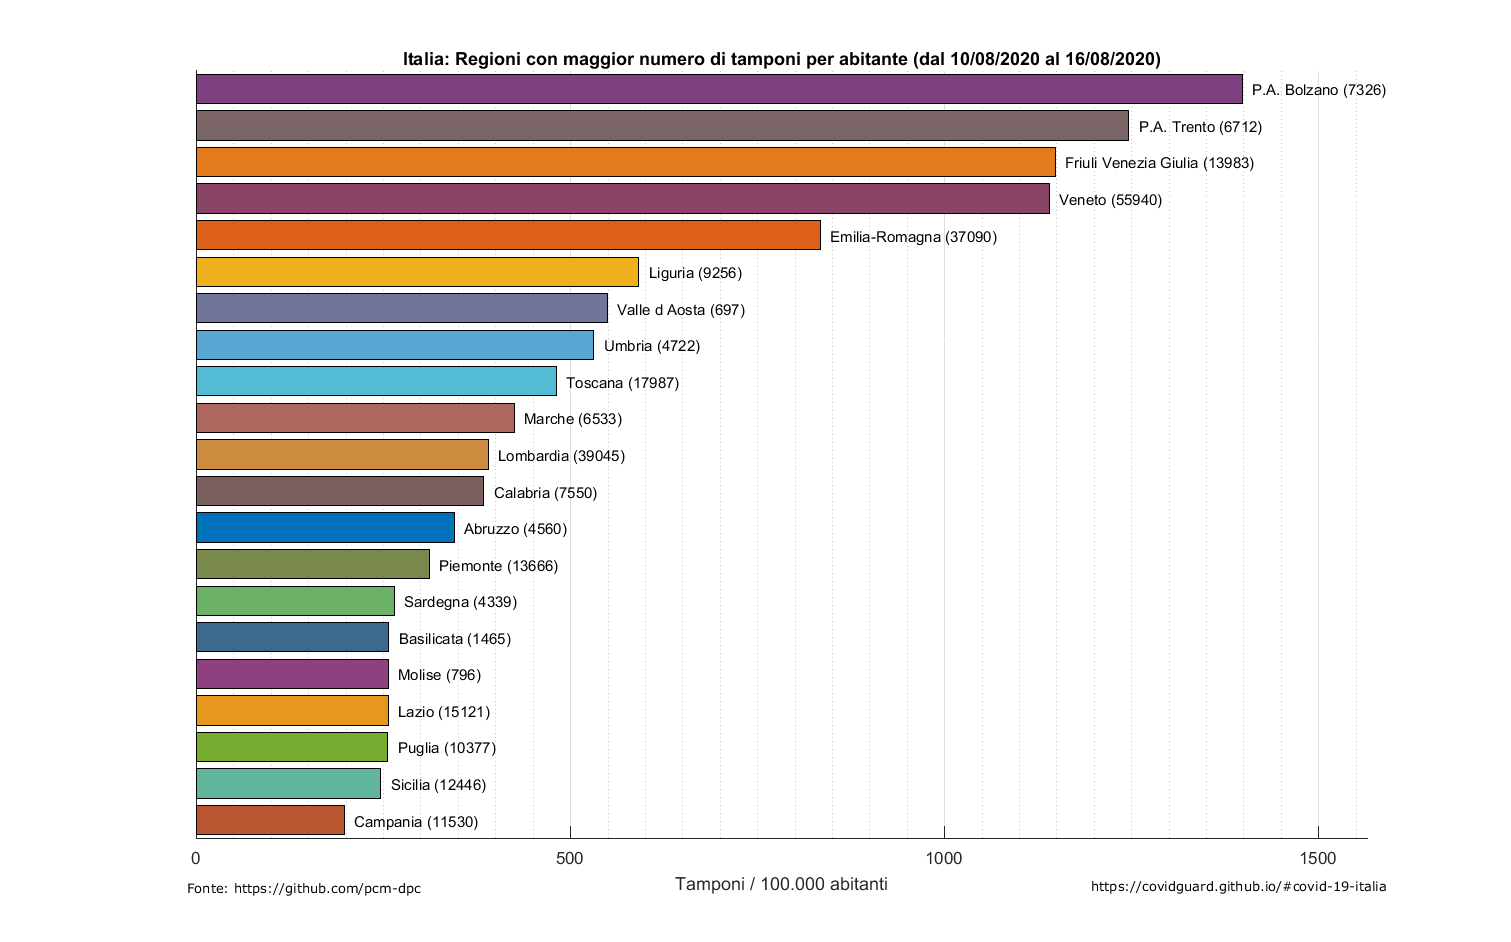 Italia: Regioni con maggior numero di tamponi per abitante (dal 10/08/2020 al 16/08/2020)
P.A. Bolzano (7326)
P.A. Trento (6712)
Friuli Venezia Giulia (13983)
Veneto (55940)
Emilia-Romagna (37090)
Liguria (9256)
Valle d Aosta (697)
Umbria (4722)
Toscana (17987)
Marche (6533)
Lombardia (39045)
Calabria (7550)
Abruzzo (4560)
Piemonte (13666)
Sardegna (4339)
Basilicata (1465)
Molise (796)
Lazio (15121)
Puglia (10377)
Sicilia (12446)
Campania (11530)
0 500 1000 1500
Tamponi / 100.000 abitanti
Fonte: https://github.com/pcm-dpc
https://covidguard.github.io/#covid-19-italia